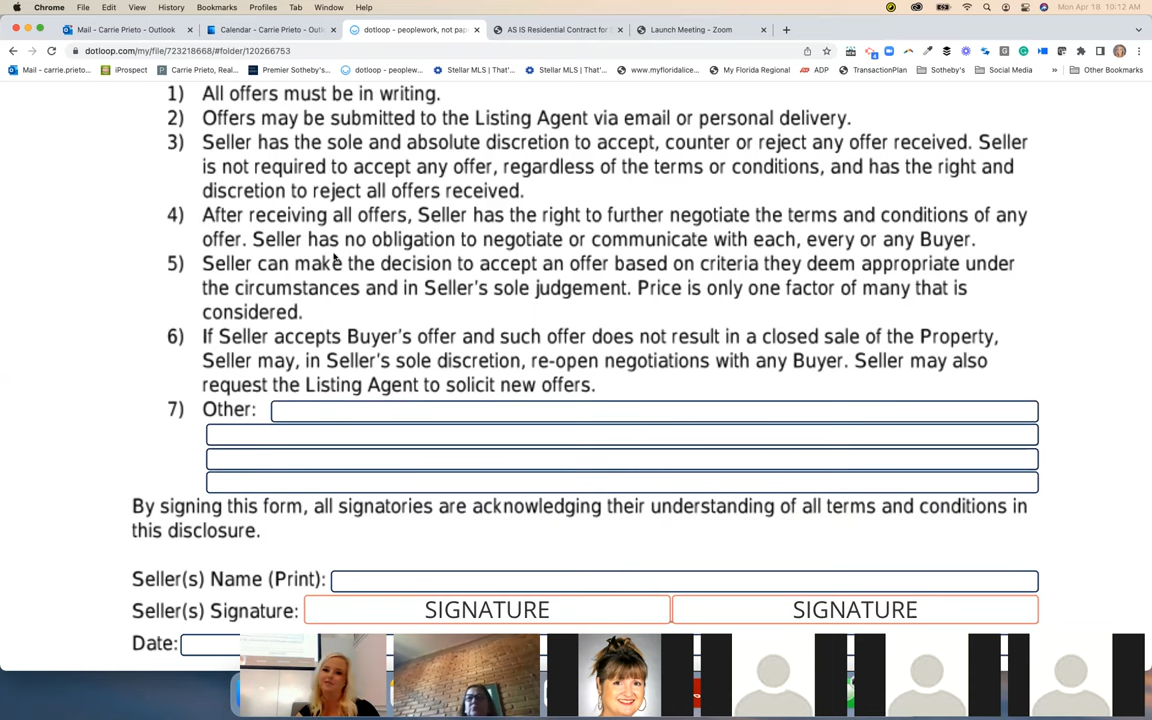 Chrome File Edit View History Bookmarks Profiles Tab Window Help Mon Apr 18 10:12 AM
Mail - Carrie Prieto - Outlook Calendar - Carrie Prieto - Outl dotloop - peoplework, not pap AS IS Residential Contract for Launch Meeting - Zoom
dotloop.com/my/file/723218668/#folder/120266753
Mail - carrie.prieto... iProspect Carrie Prieto, Real... Premier Sotheby's... dotloop - peoplew... Stellar MLS | That'... Stellar MLS | That'... www.myfloridalice... My Florida Regional ADP TransactionPlan Sotheby's Social Media Other Bookmarks
1) All offers must be in writing.
2) Offers may be submitted to the Listing Agent via email or personal delivery.
3) Seller has the sole and absolute discretion to accept, counter or reject any offer received. Seller
is not required to accept any offer, regardless of the terms or conditions, and has the right and
discretion to reject all offers received.
4) After receiving all offers, Seller has the right to further negotiate the terms and conditions of any
offer. Seller has no obligation to negotiate or communicate with each, every or any Buyer.
5) Seller can make the decision to accept an offer based on criteria they deem appropriate under
the circumstances and in Seller's sole judgement. Price is only one factor of many that is
considered.
6) If Seller accepts Buyer's offer and such offer does not result in a closed sale of the Property,
Seller may, in Seller's sole discretion, re-open negotiations with any Buyer. Seller may also
request the Listing Agent to solicit new offers.
7) Other:
By signing this form, all signatories are acknowledging their understanding of all terms and conditions in
this disclosure.
Seller(s) Name (Print):
Seller(s) Signature: SIGNATURE SIGNATURE
Date: